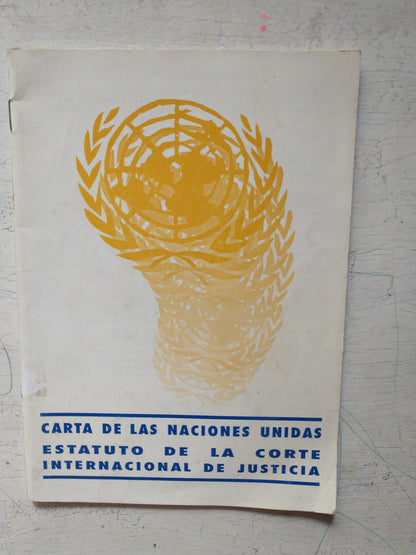 CARTA DE LAS NACIONES UNIDAS
ESTATUTO DE LA CORTE
INTERNACIONAL DE JUSTICIA